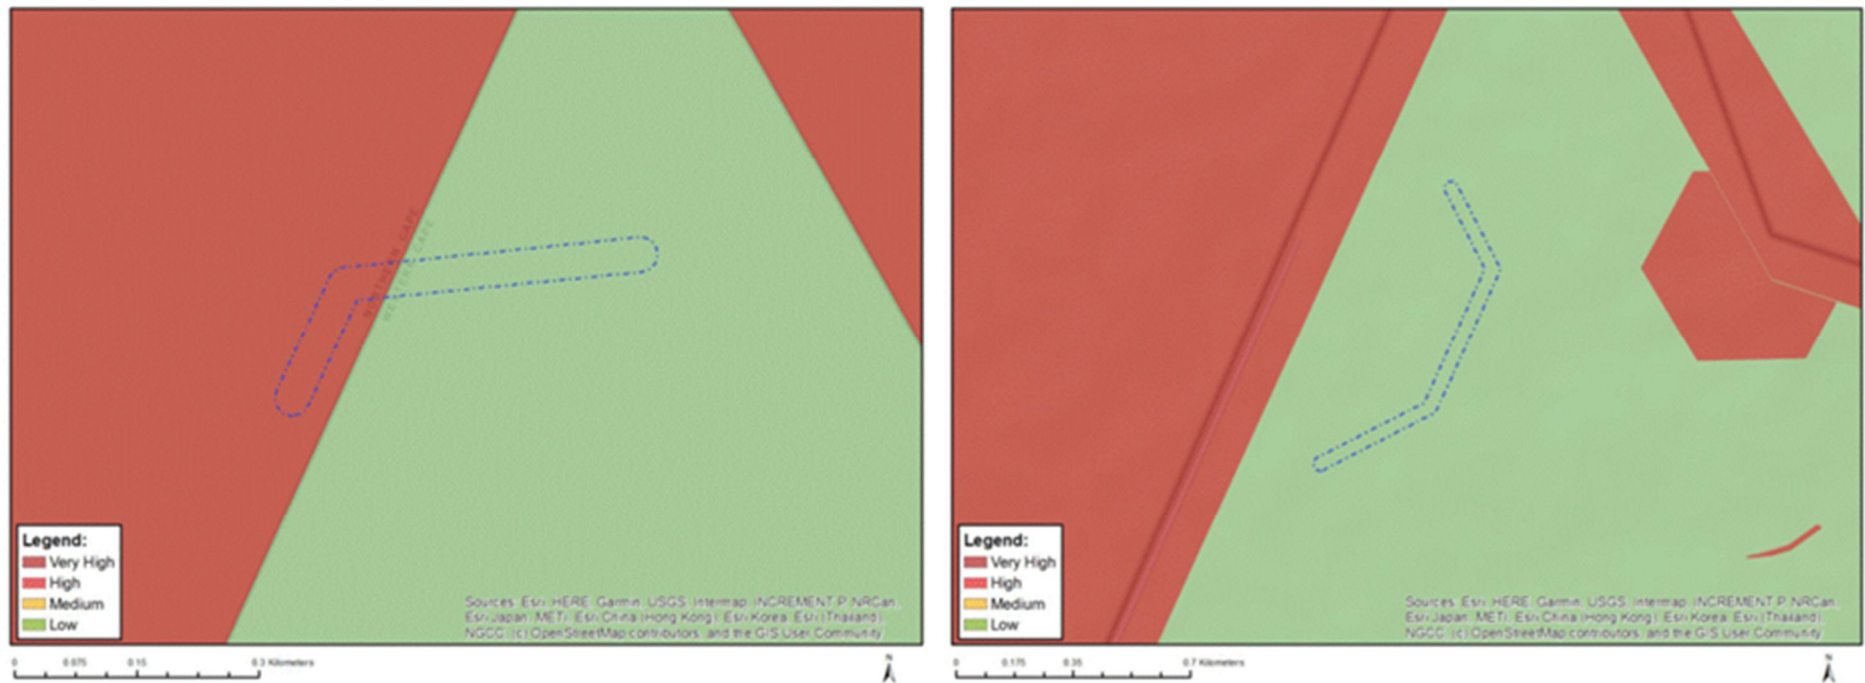 NORTHERN CAPE
WESTERN CAPE
Legend:
Very High
High
Medium
Low
Sources: Esri, HERE, Garmin, USGS, Intermap, INCREMENT P, NRCan,
Esri Japan, METI, Esri China (Hong Kong), Esri Korea, Esri (Thailand),
NGCC, (c) OpenStreetMap contributors, and the GIS User Community
0 0.075 0.15 0.3 Kilometers
N
Legend:
Very High
High
Medium
Low
Sources: Esri, HERE, Garmin, USGS, Intermap, INCREMENT P, NRCan,
Esri Japan, METI, Esri China (Hong Kong), Esri Korea, Esri (Thailand),
NGCC, (c) OpenStreetMap contributors, and the GIS User Community
0 0.175 0.35 0.7 Kilometers
N